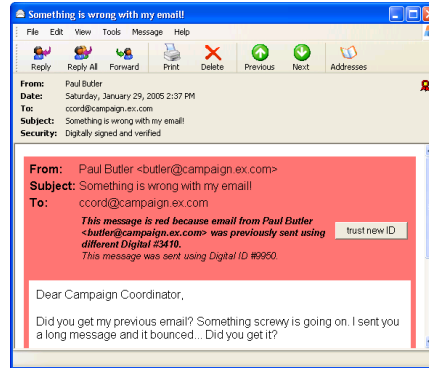 Something is wrong with my email!
File Edit View Tools Message Help
Reply Reply All Forward Print Delete Previous Next Addresses
From: Paul Butler
Date: Saturday, January 29, 2005 2:37 PM
To: ccord@campaign.ex.com
Subject: Something is wrong with my email!
Security: Digitally signed and verified
From: Paul Butler <butler@campaign.ex.com>
Subject: Something is wrong with my email!
To: ccord@campaign.ex.com
This message is red because email from Paul Butler
<butler@campaign.ex.com> was previously sent using
different Digital #3410.
This message was sent using Digital ID #9950.
trust new ID
Dear Campaign Coordinator,
Did you get my previous email? Something screwy is going on. I sent you
a long message and it bounced... Did you get it?